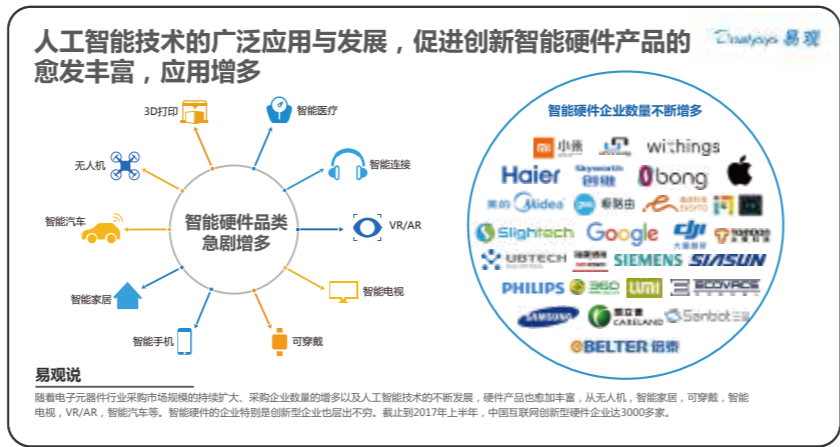 人工智能技术的广泛应用与发展，促进创新智能硬件产品的
愈发丰富，应用增多
易观
3D打印
智能医疗
无人机
智能连接
智能汽车
智能硬件品类
急剧增多
VR/AR
智能家居
智能电视
智能手机
可穿戴
智能硬件企业数量不断增多
小米
withings
Haier
Skyworth
创维
bong
美的 Midea
极路由
Slightech
Google
dji
大疆创新
UBTECH
SIEMENS
SIASUN
PHILIPS
360
LUMI
ECOVACS
SAMSUNG
凯立德
CARELAND
Sanbot
BELTER 倍泰
易观说
随着电子元器件行业采购市场规模的持续扩大、采购企业数量的增多以及人工智能技术的不断发展，硬件产品也愈加丰富，从无人机，智能家居，可穿戴，智能
电视，VR/AR，智能汽车等。智能硬件的企业特别是创新型企业也层出不穷。截止到2017年上半年，中国互联网创新型硬件企业达3000多家。